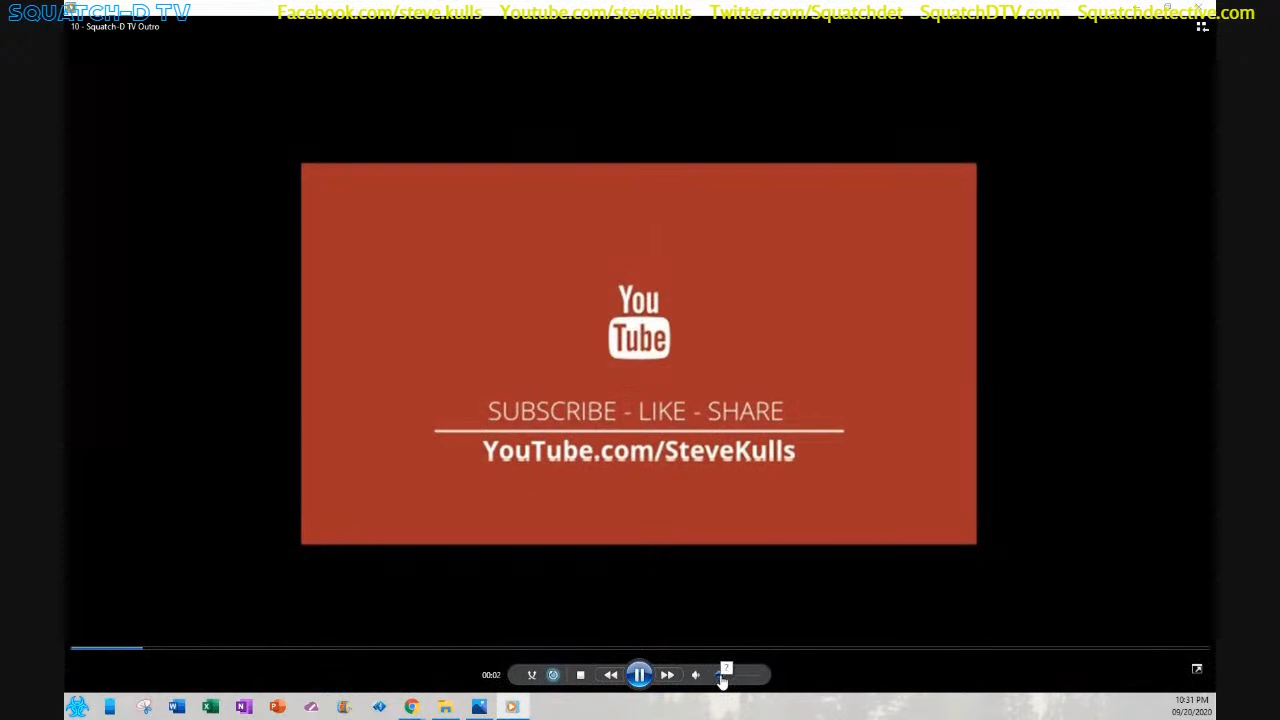 SQUATCH-D TV
Facebook.com/steve.kulls Youtube.com/stevekulls Twitter.com/Squatchdet SquatchDTV.com Squatchdetective.com
10 - Squatch-D TV Outro
You
Tube
SUBSCRIBE - LIKE - SHARE
YouTube.com/SteveKulls
00:02
?
10:31 PM
09/20/2020